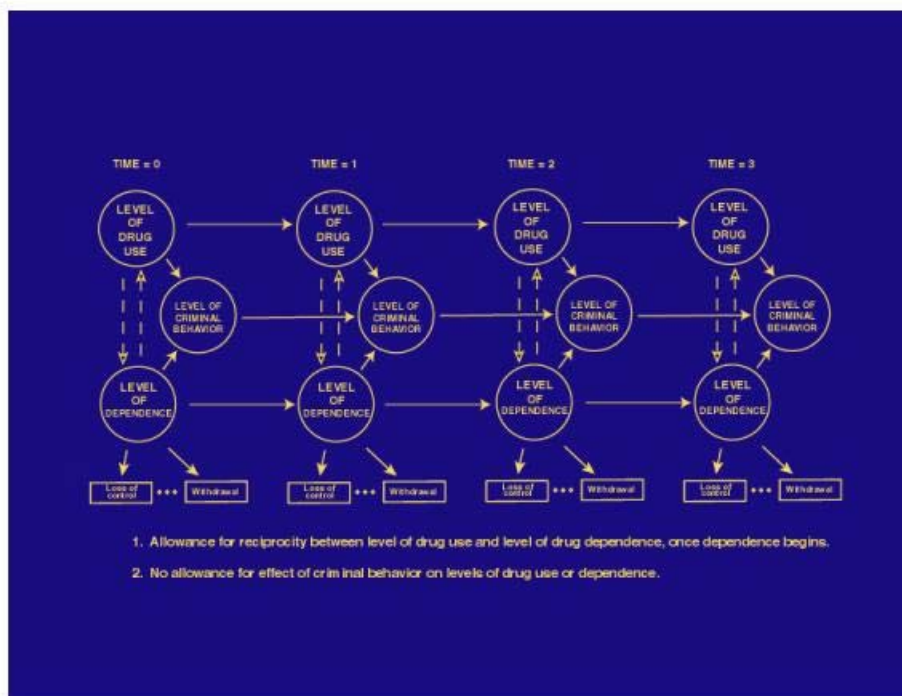 TIME = 0
TIME = 1
TIME = 2
TIME = 3
LEVEL
OF
DRUG
USE
LEVEL
OF
DRUG
USE
LEVEL
OF
DRUG
USE
LEVEL
OF
DRUG
USE
LEVEL OF
CRIMINAL
BEHAVIOR
LEVEL OF
CRIMINAL
BEHAVIOR
LEVEL OF
CRIMINAL
BEHAVIOR
LEVEL OF
CRIMINAL
BEHAVIOR
LEVEL
OF
DEPENDENCE
LEVEL
OF
DEPENDENCE
LEVEL
OF
DEPENDENCE
LEVEL
OF
DEPENDENCE
Loss of
control
Withdrawal
Loss of
control
Withdrawal
Loss of
control
Withdrawal
Loss of
control
Withdrawal
1. Allowance for reciprocity between level of drug use and level of drug dependence, once dependence begins.
2. No allowance for effect of criminal behavior on levels of drug use or dependence.